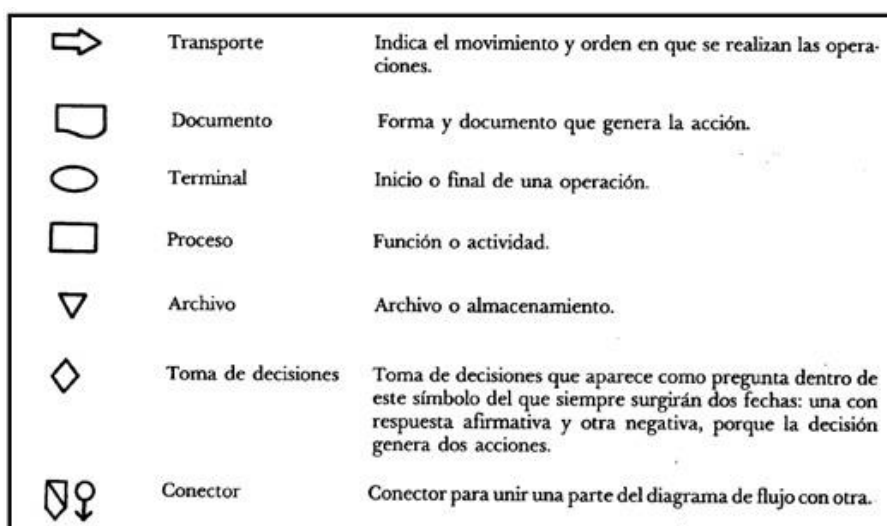 Transporte Indica el movimiento y orden en que se realizan las opera-
ciones.
Documento Forma y documento que genera la acción.
Terminal Inicio o final de una operación.
Proceso Función o actividad.
Archivo Archivo o almacenamiento.
Toma de decisiones Toma de decisiones que aparece como pregunta dentro de
este símbolo del que siempre surgirán dos fechas: una con
respuesta afirmativa y otra negativa, porque la decisión
genera dos acciones.
Conector Conector para unir una parte del diagrama de flujo con otra.